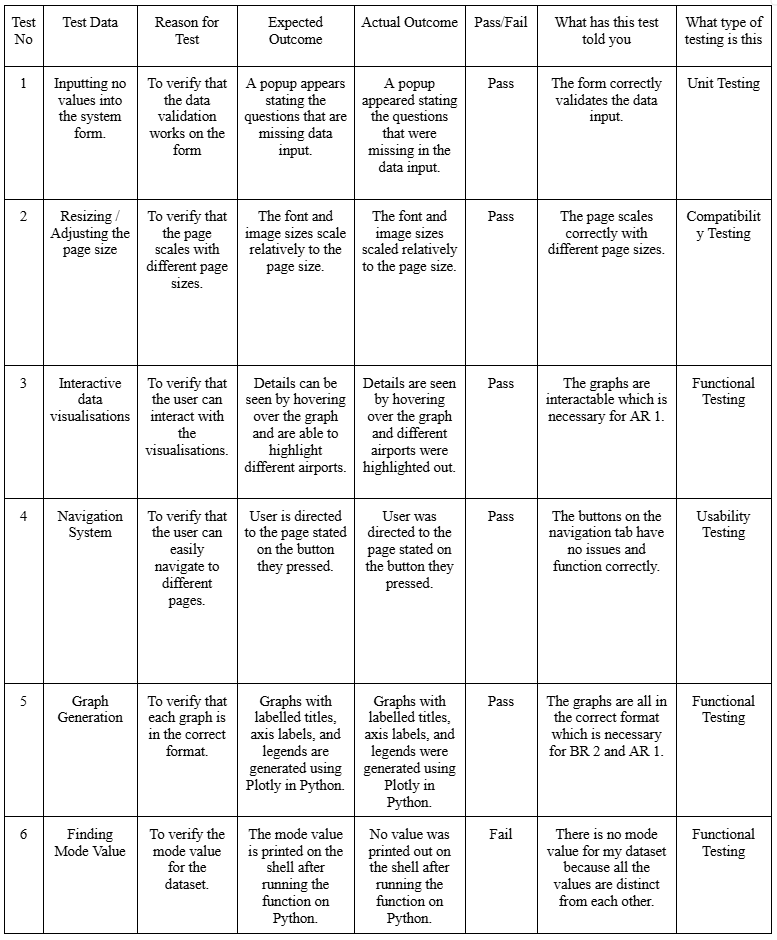 Test No
Test Data
Reason for Test
Expected Outcome
Actual Outcome
Pass/Fail
What has this test told you
What type of testing is this
1
Inputting no
values into
the system
form.
To verify that
the data
validation
works on the
form
A popup appears
stating the
questions that are
missing data
input.
A popup
appeared stating
the questions
that were
missing in the
data input.
Pass
The form correctly
validates the data
input.
Unit Testing
2
Resizing /
Adjusting the
page size
To verify that
the page
scales with
different page
sizes.
The font and
image sizes scale
relatively to the
page size.
The font and
image sizes
scaled relatively
to the page size.
Pass
The page scales
correctly with
different page sizes.
Compatibilit
y Testing
3
Interactive
data
visualisations
To verify that
the user can
interact with
the
visualisations.
Details can be
seen by hovering
over the graph
and are able to
highlight
different airports.
Details are seen
by hovering
over the graph
and different
airports were
highlighted out.
Pass
The graphs are
interactable which is
necessary for AR 1.
Functional
Testing
4
Navigation
System
To verify that
the user can
easily
navigate to
different
pages.
User is directed
to the page stated
on the button
they pressed.
User was
directed to the
page stated on
the button they
pressed.
Pass
The buttons on the
navigation tab have
no issues and
function correctly.
Usability
Testing
5
Graph
Generation
To verify that
each graph is
in the correct
format.
Graphs with
labelled titles,
axis labels, and
legends are
generated using
Plotly in Python.
Graphs with
labelled titles,
axis labels, and
legends were
generated using
Plotly in
Python.
Pass
The graphs are all in
the correct format
which is necessary
for BR 2 and AR 1.
Functional
Testing
6
Finding
Mode Value
To verify the
mode value
for the
dataset.
The mode value
is printed on the
shell after
running the
function on
Python.
No value was
printed out on
the shell after
running the
function on
Python.
Fail
There is no mode
value for my dataset
because all the
values are distinct
from each other.
Functional
Testing